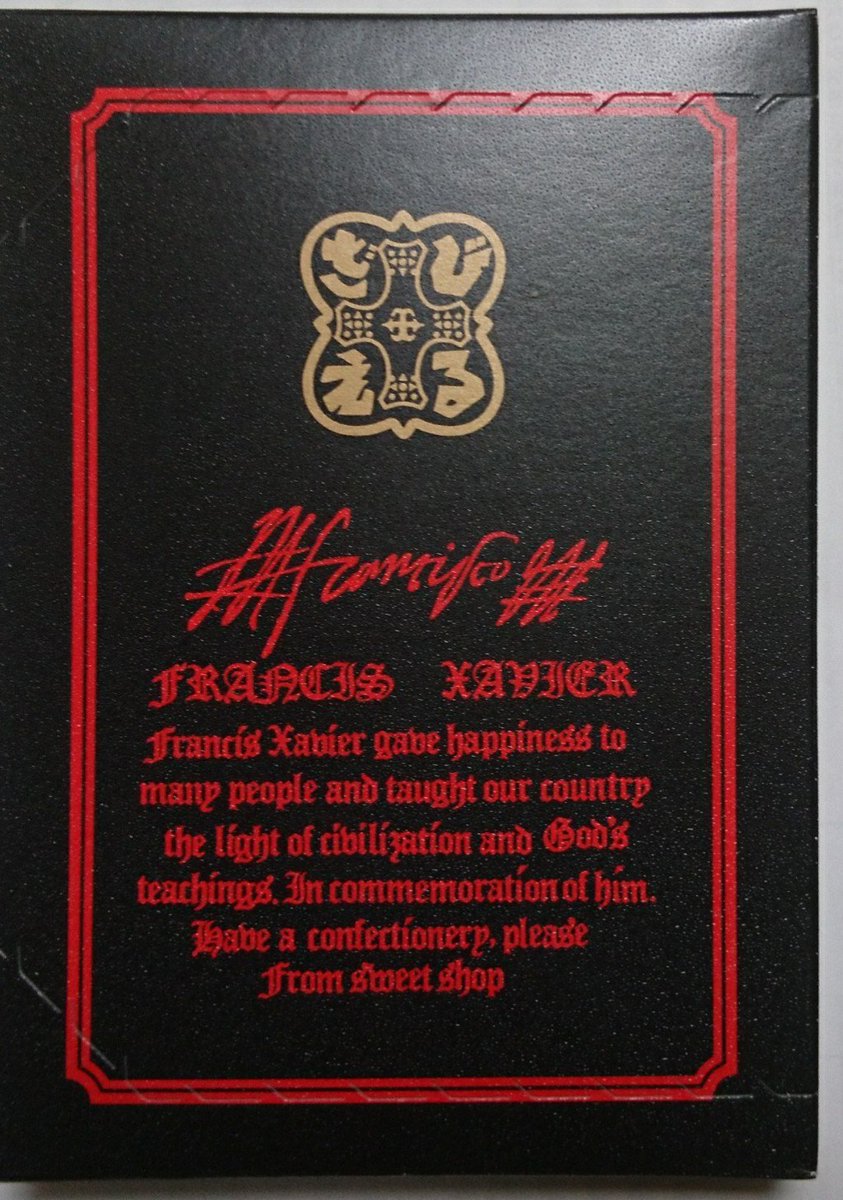 ざび
える
Francisco
FRANCIS XAVIER
Francis Xavier gave happiness to
many people and taught our country
the light of civilization and God's
teachings. In commemoration of him.
Have a confectionery, please
From sweet shop